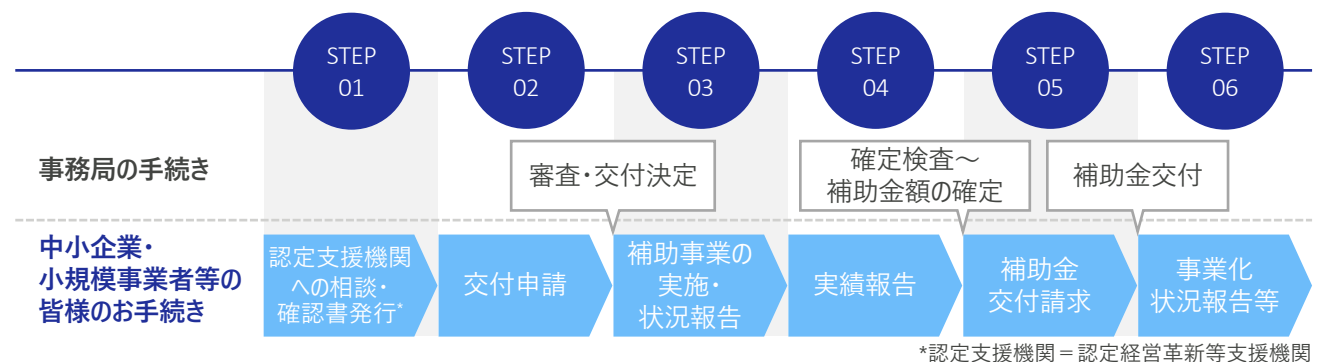 STEP
01
STEP
02
STEP
03
STEP
04
STEP
05
STEP
06
事務局の手続き
審査・交付決定
確定検査～
補助金額の確定
補助金交付
中小企業・
小規模事業者等の
皆様のお手続き
認定支援機関
への相談・
確認書発行*
交付申請
補助事業の
実施・
状況報告
実績報告
補助金
交付請求
事業化
状況報告等
*認定支援機関＝認定経営革新等支援機関